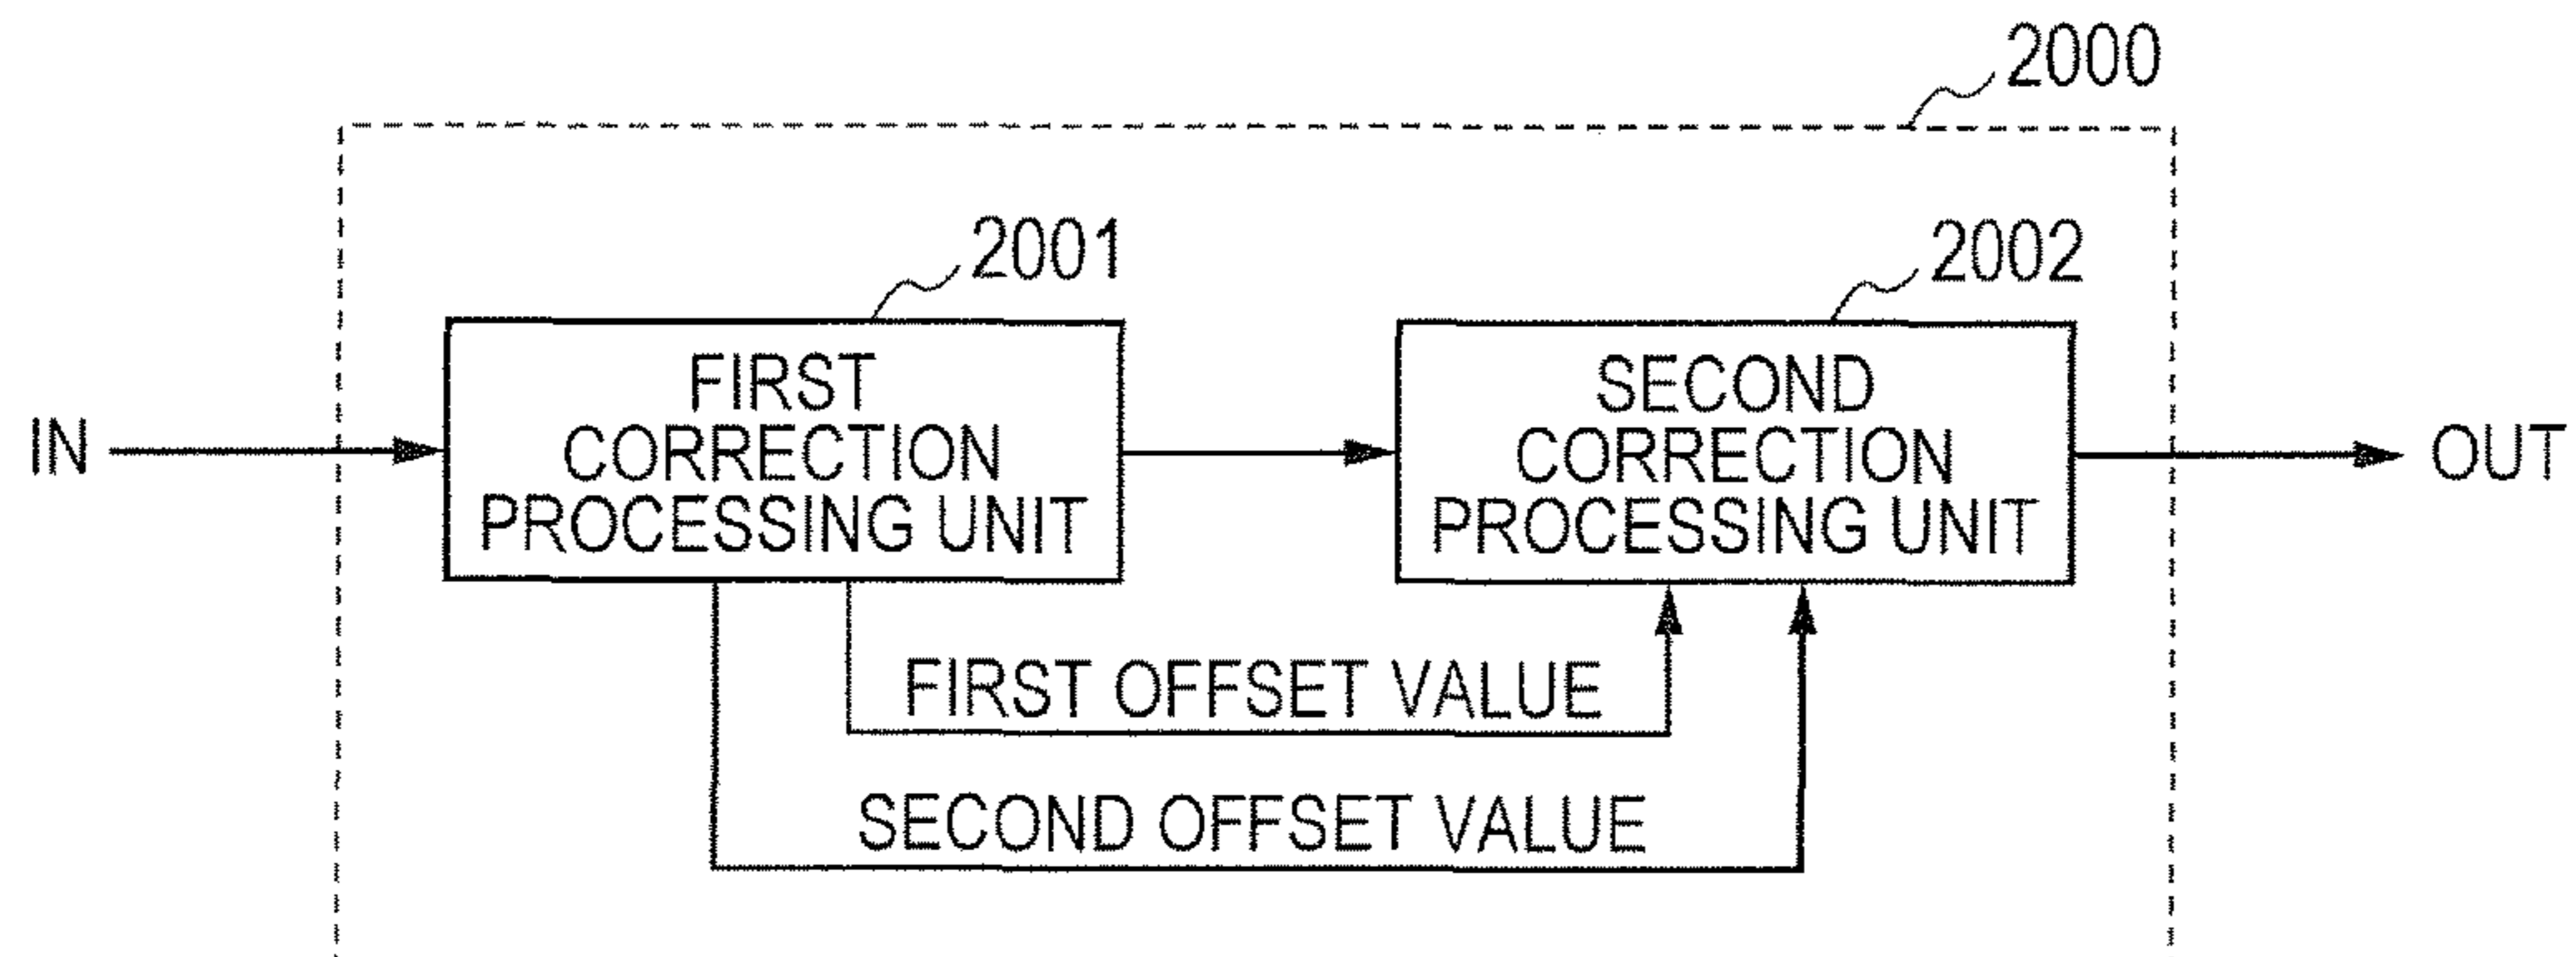 2000
2001
2002
FIRST
CORRECTION
PROCESSING UNIT
SECOND
CORRECTION
PROCESSING UNIT
IN
OUT
FIRST OFFSET VALUE
SECOND OFFSET VALUE